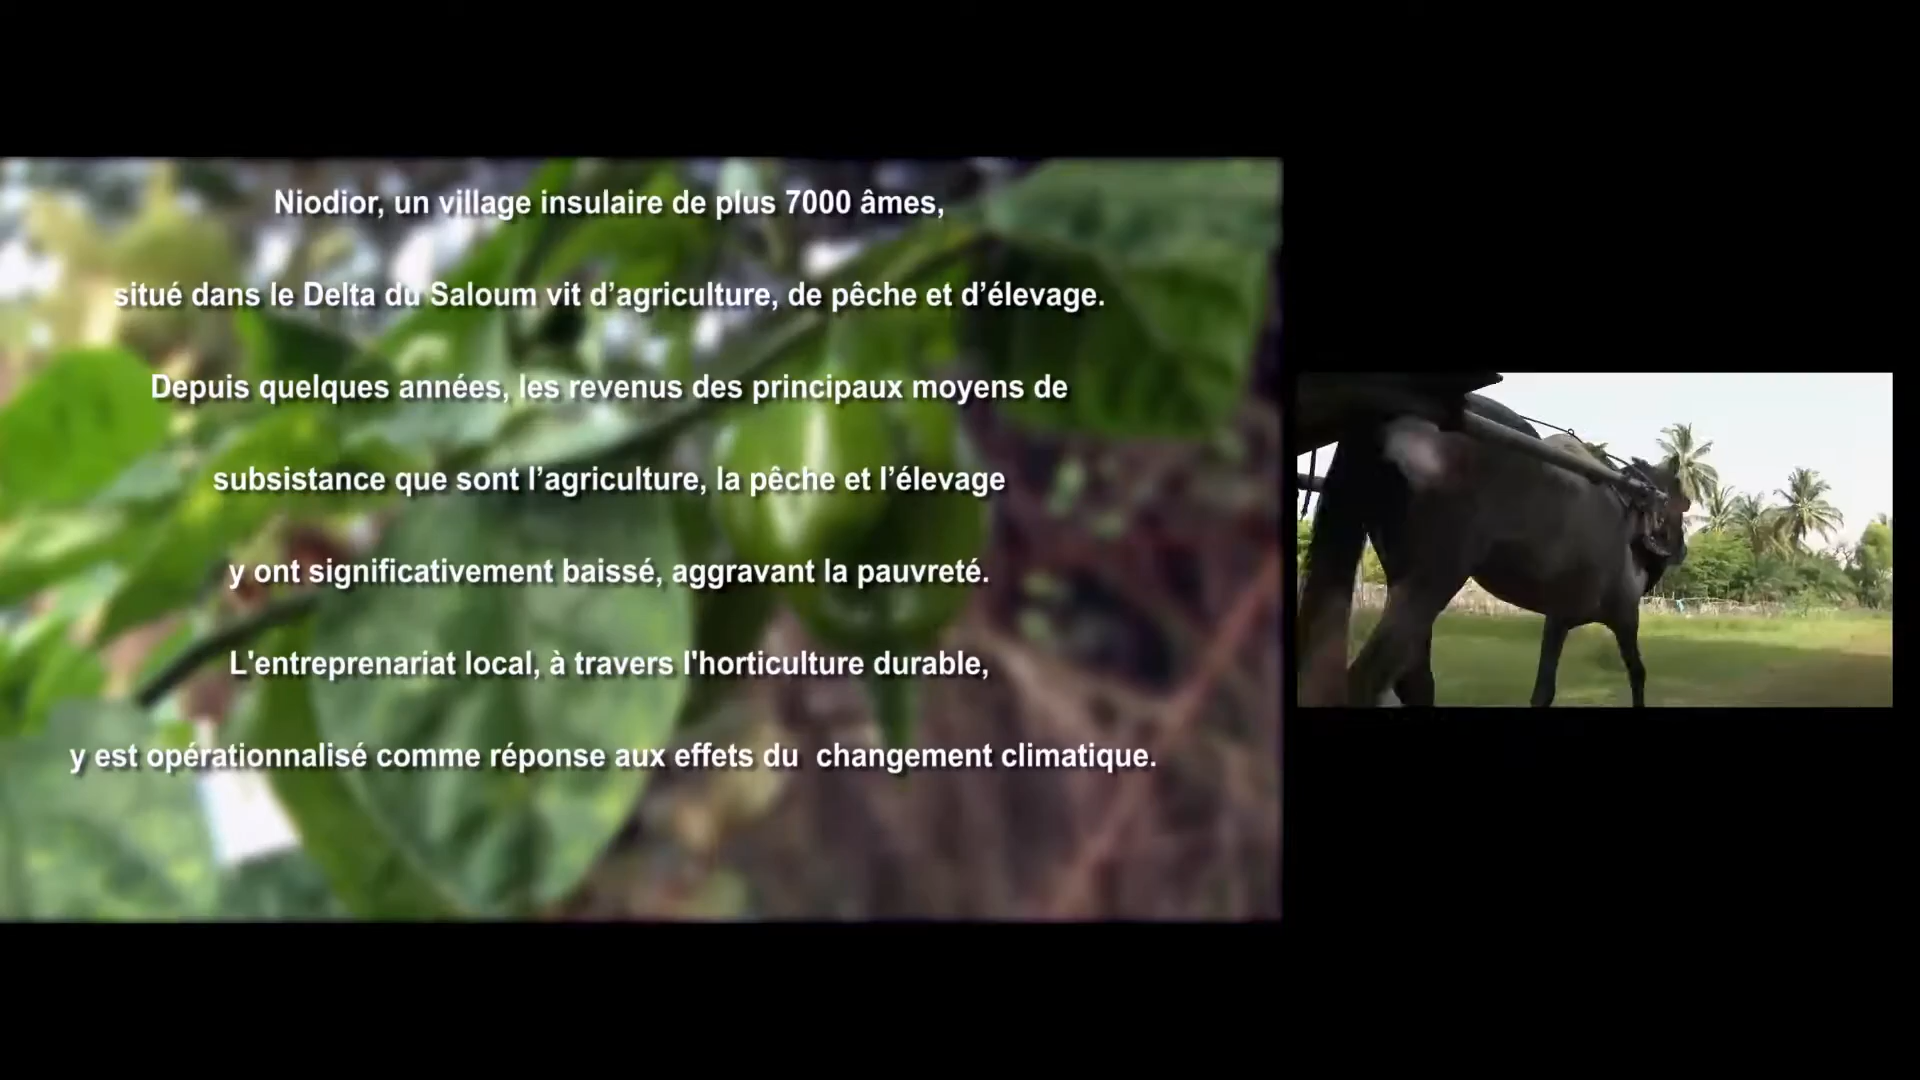 Niodior, un village insulaire de plus 7000 âmes,
situé dans le Delta du Saloum vit d’agriculture, de pêche et d’élevage.
Depuis quelques années, les revenus des principaux moyens de
subsistance que sont l’agriculture, la pêche et l’élevage
y ont significativement baissé, aggravant la pauvreté.
L'entreprenariat local, à travers l'horticulture durable,
y est opérationnalisé comme réponse aux effets du  changement climatique.